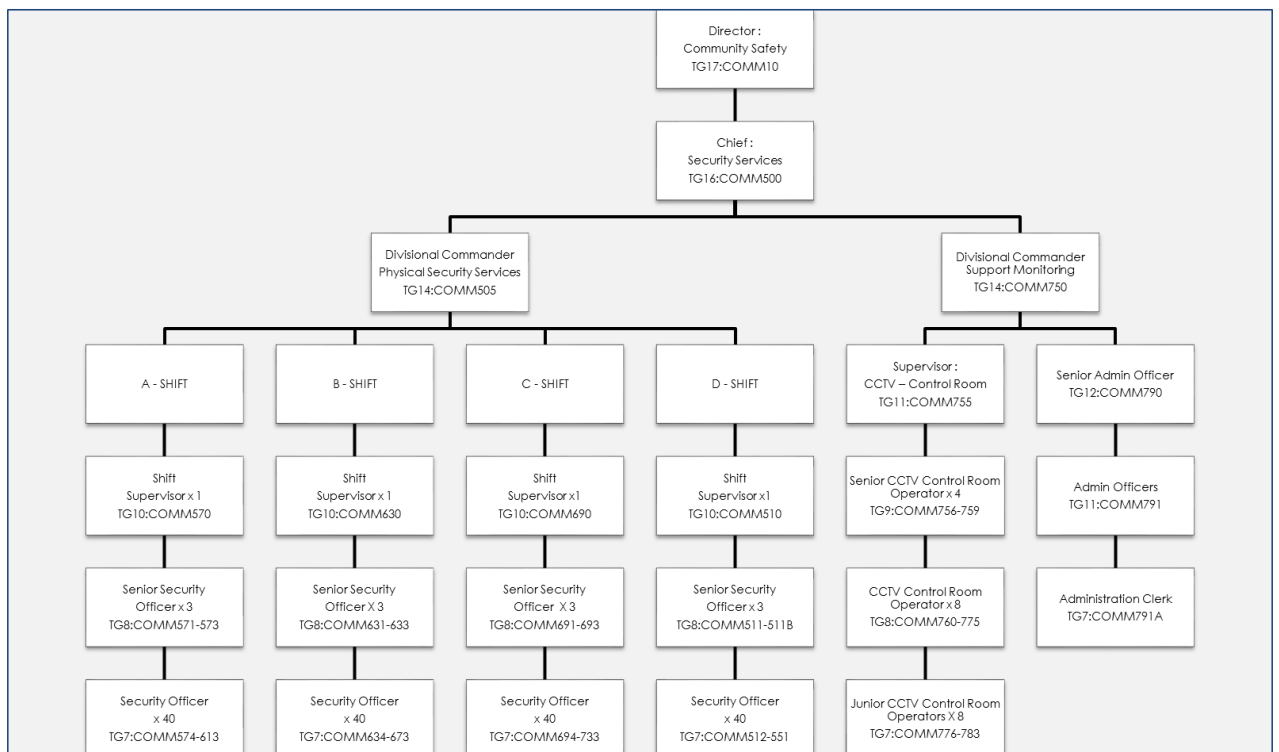 Director :
Community Safety
TG17:COMM10
Chief :
Security Services
TG16:COMM500
Divisional Commander
Physical Security Services
TG14:COMM505
Divisional Commander
Support Monitoring
TG14:COMM750
A - SHIFT
B - SHIFT
C - SHIFT
D - SHIFT
Supervisor :
CCTV – Control Room
TG11:COMM755
Senior Admin Officer
TG12:COMM790
Shift
Supervisor x 1
TG10:COMM570
Shift
Supervisor x 1
TG10:COMM630
Shift
Supervisor x1
TG10:COMM690
Shift
Supervisor x1
TG10:COMM510
Senior CCTV Control Room
Operator x 4
TG9:COMM756-759
Admin Officers
TG11:COMM791
Senior Security
Officer x 3
TG8:COMM571-573
Senior Security
Officer X 3
TG8:COMM631-633
Senior Security
Officer X 3
TG8:COMM691-693
Senior Security
Officer x 3
TG8:COMM511-511B
CCTV Control Room
Operator x 8
TG8:COMM760-775
Administration Clerk
TG7:COMM791A
Security Officer
x 40
TG7:COMM574-613
Security Officer
x 40
TG7:COMM634-673
Security Officer
x 40
TG7:COMM694-733
Security Officer
x 40
TG7:COMM512-551
Junior CCTV Control Room
Operators X 8
TG7:COMM776-783